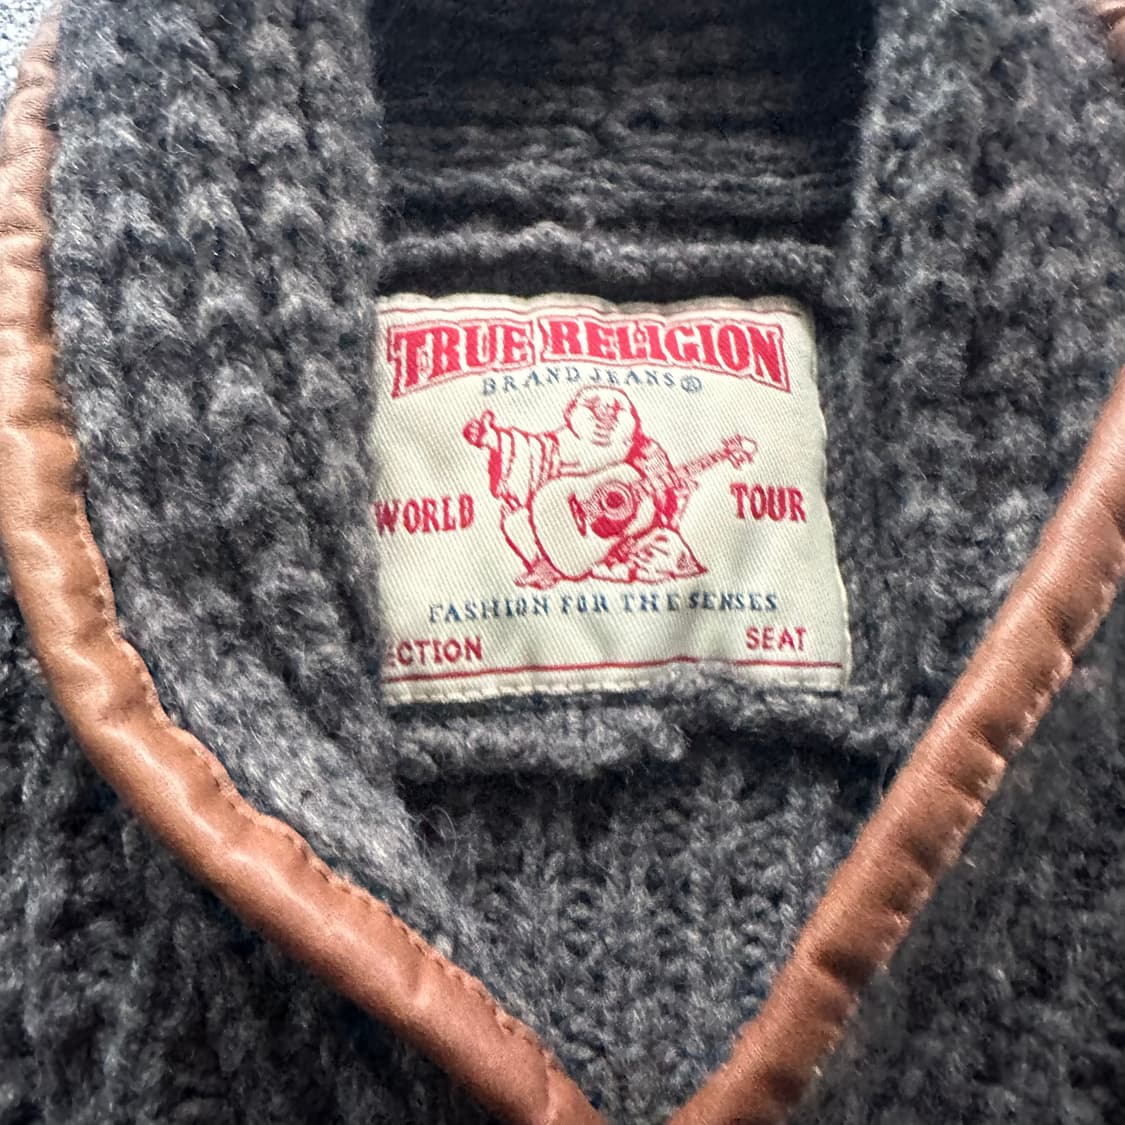 TRUE RELIGION
BRAND JEANS®
WORLD TOUR
FASHION FOR THE SENSES
ECTION SEAT